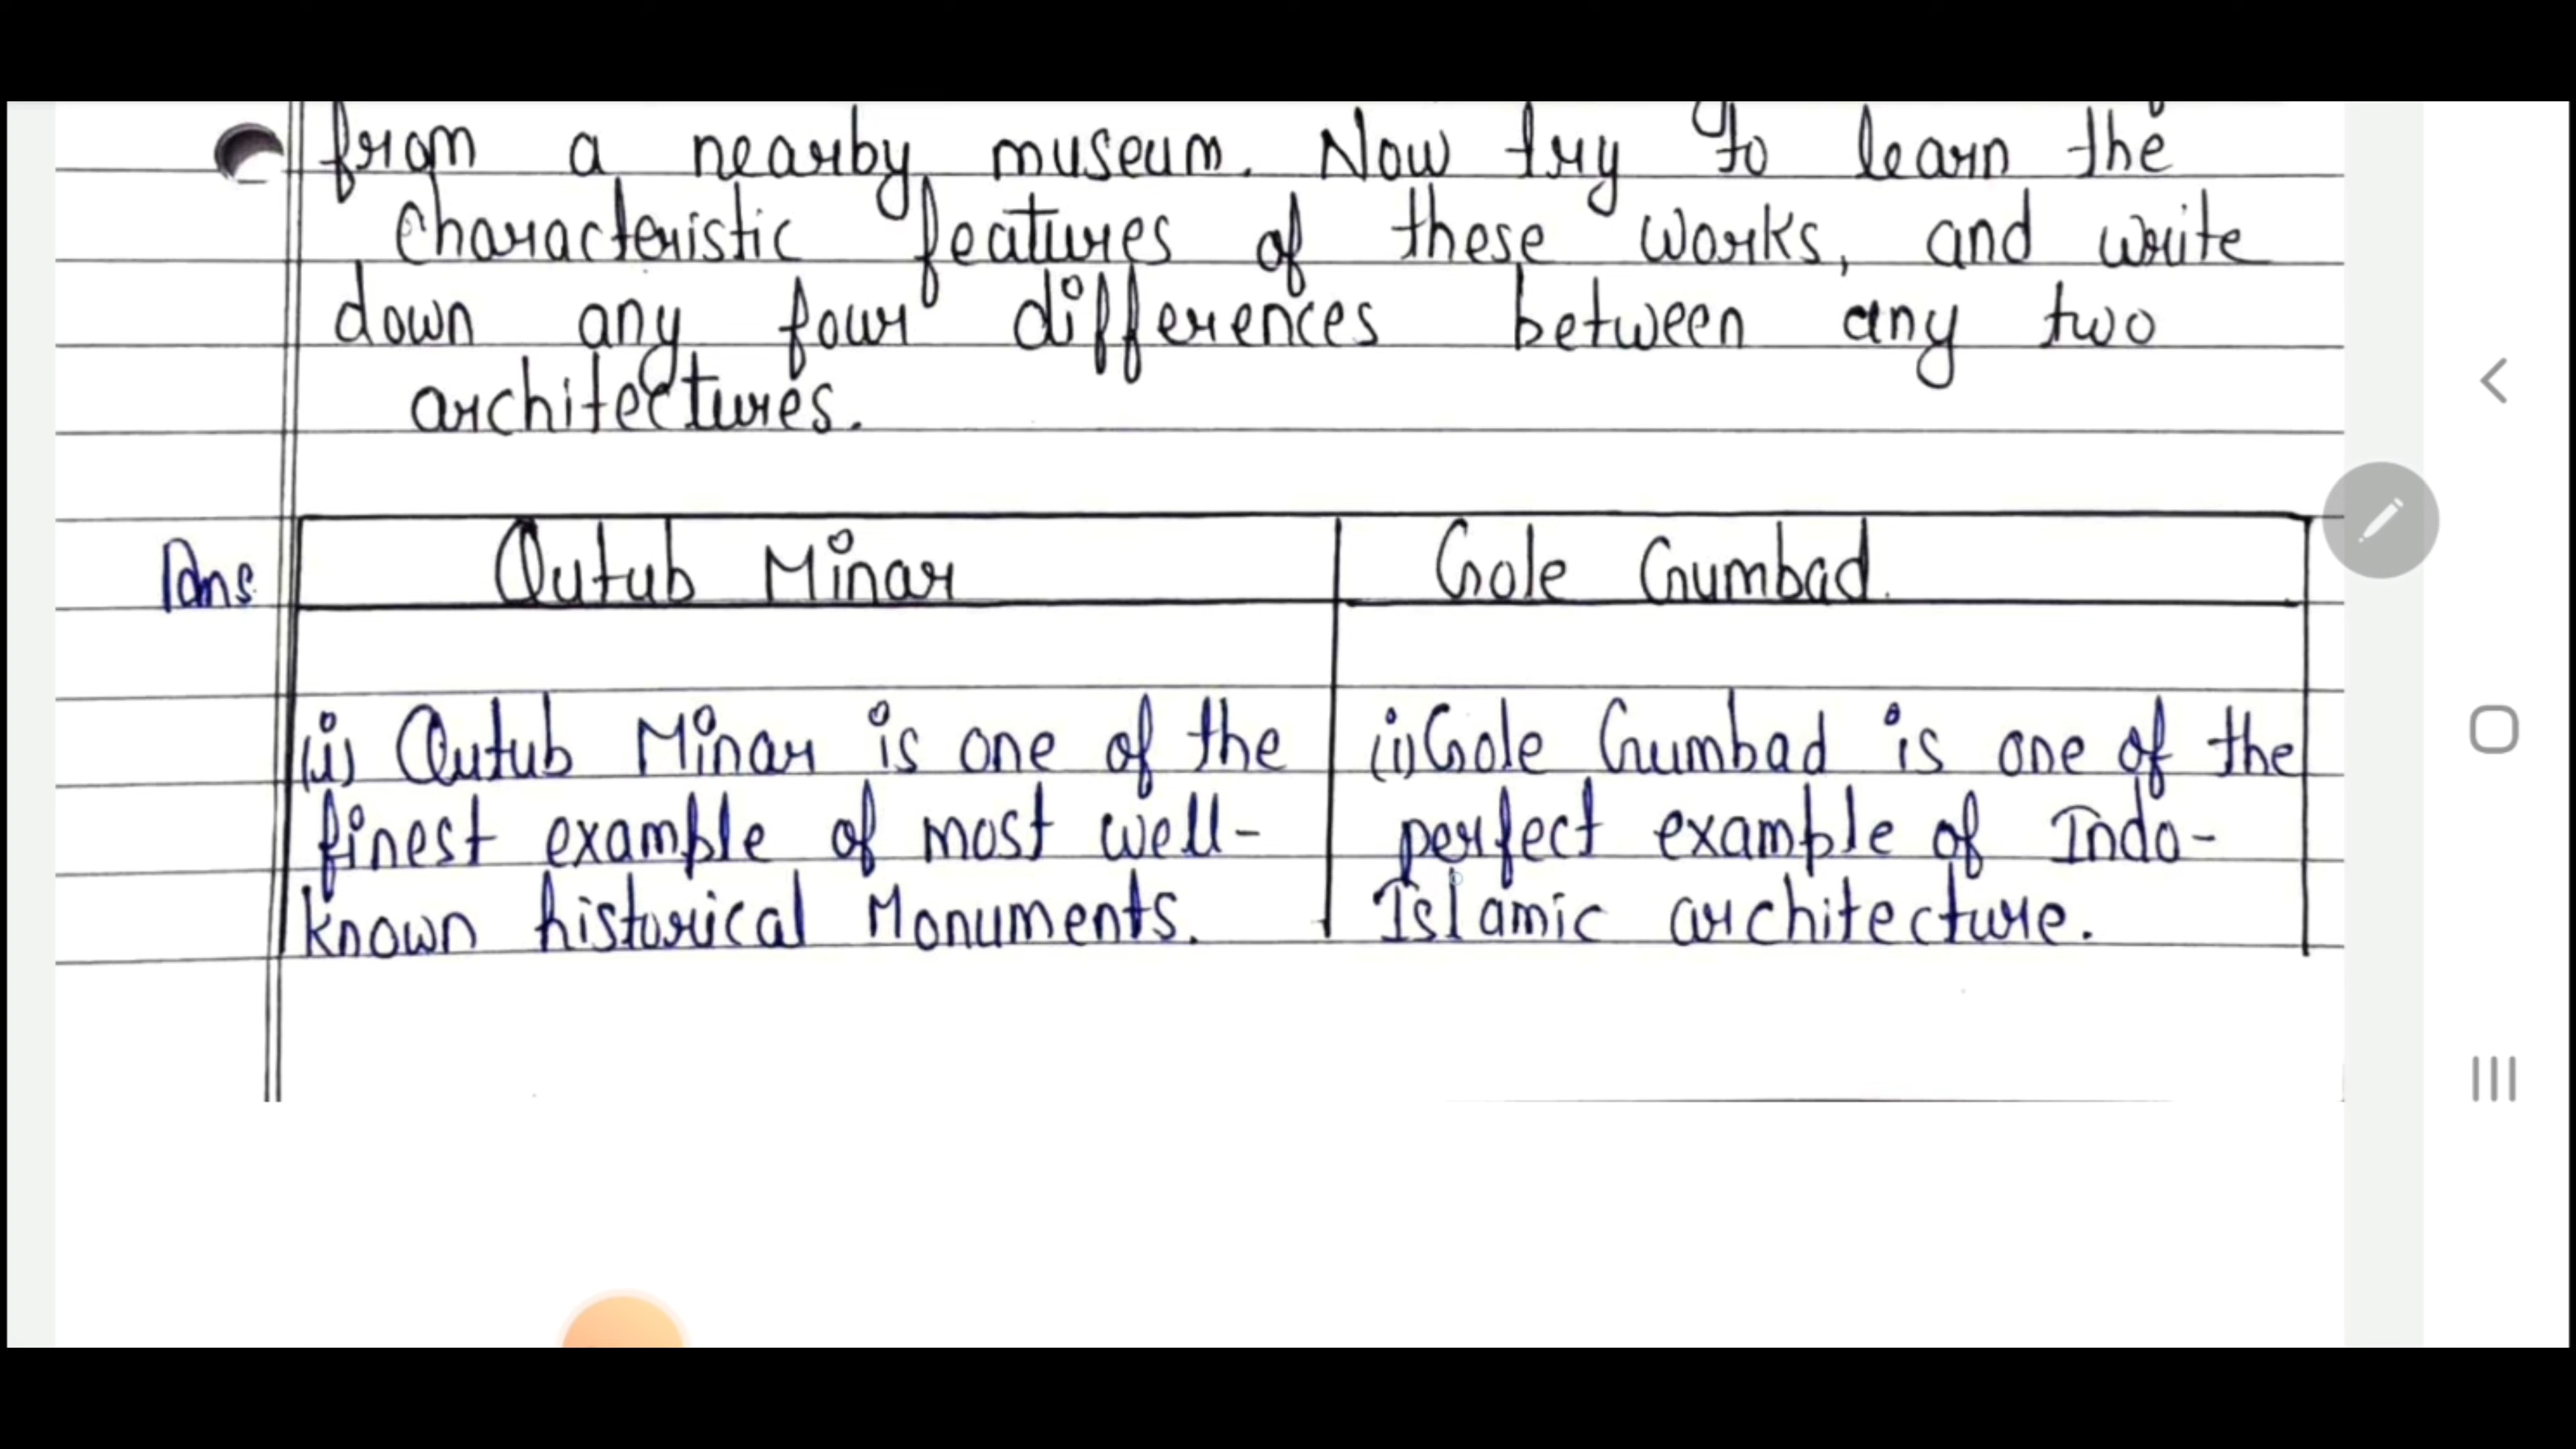 from a nearby museum. Now try to learn the
characteristic features of these works, and write
down any four differences between any two
architectures.
Ans
Qutub Minar
Gole Gumbad.
(i) Qutub Minar is one of the
finest example of most well-
known historical Monuments.
(i) Gole Gumbad is one of the
perfect example of Indo-
Islamic architecture.